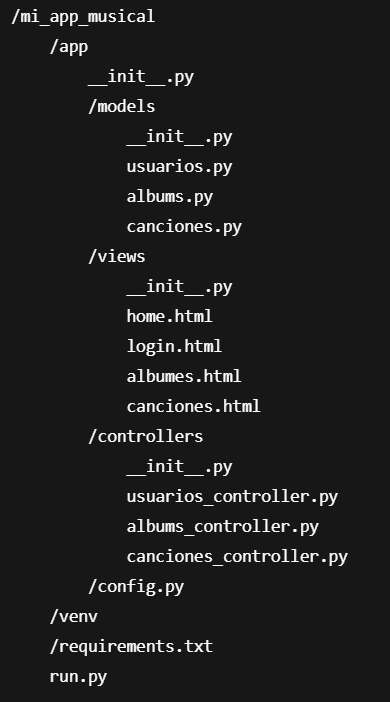 /mi_app_musical
/app
__init__.py
/models
__init__.py
usuarios.py
albums.py
canciones.py
/views
__init__.py
home.html
login.html
albumes.html
canciones.html
/controllers
__init__.py
usuarios_controller.py
albums_controller.py
canciones_controller.py
/config.py
/venv
/requirements.txt
run.py